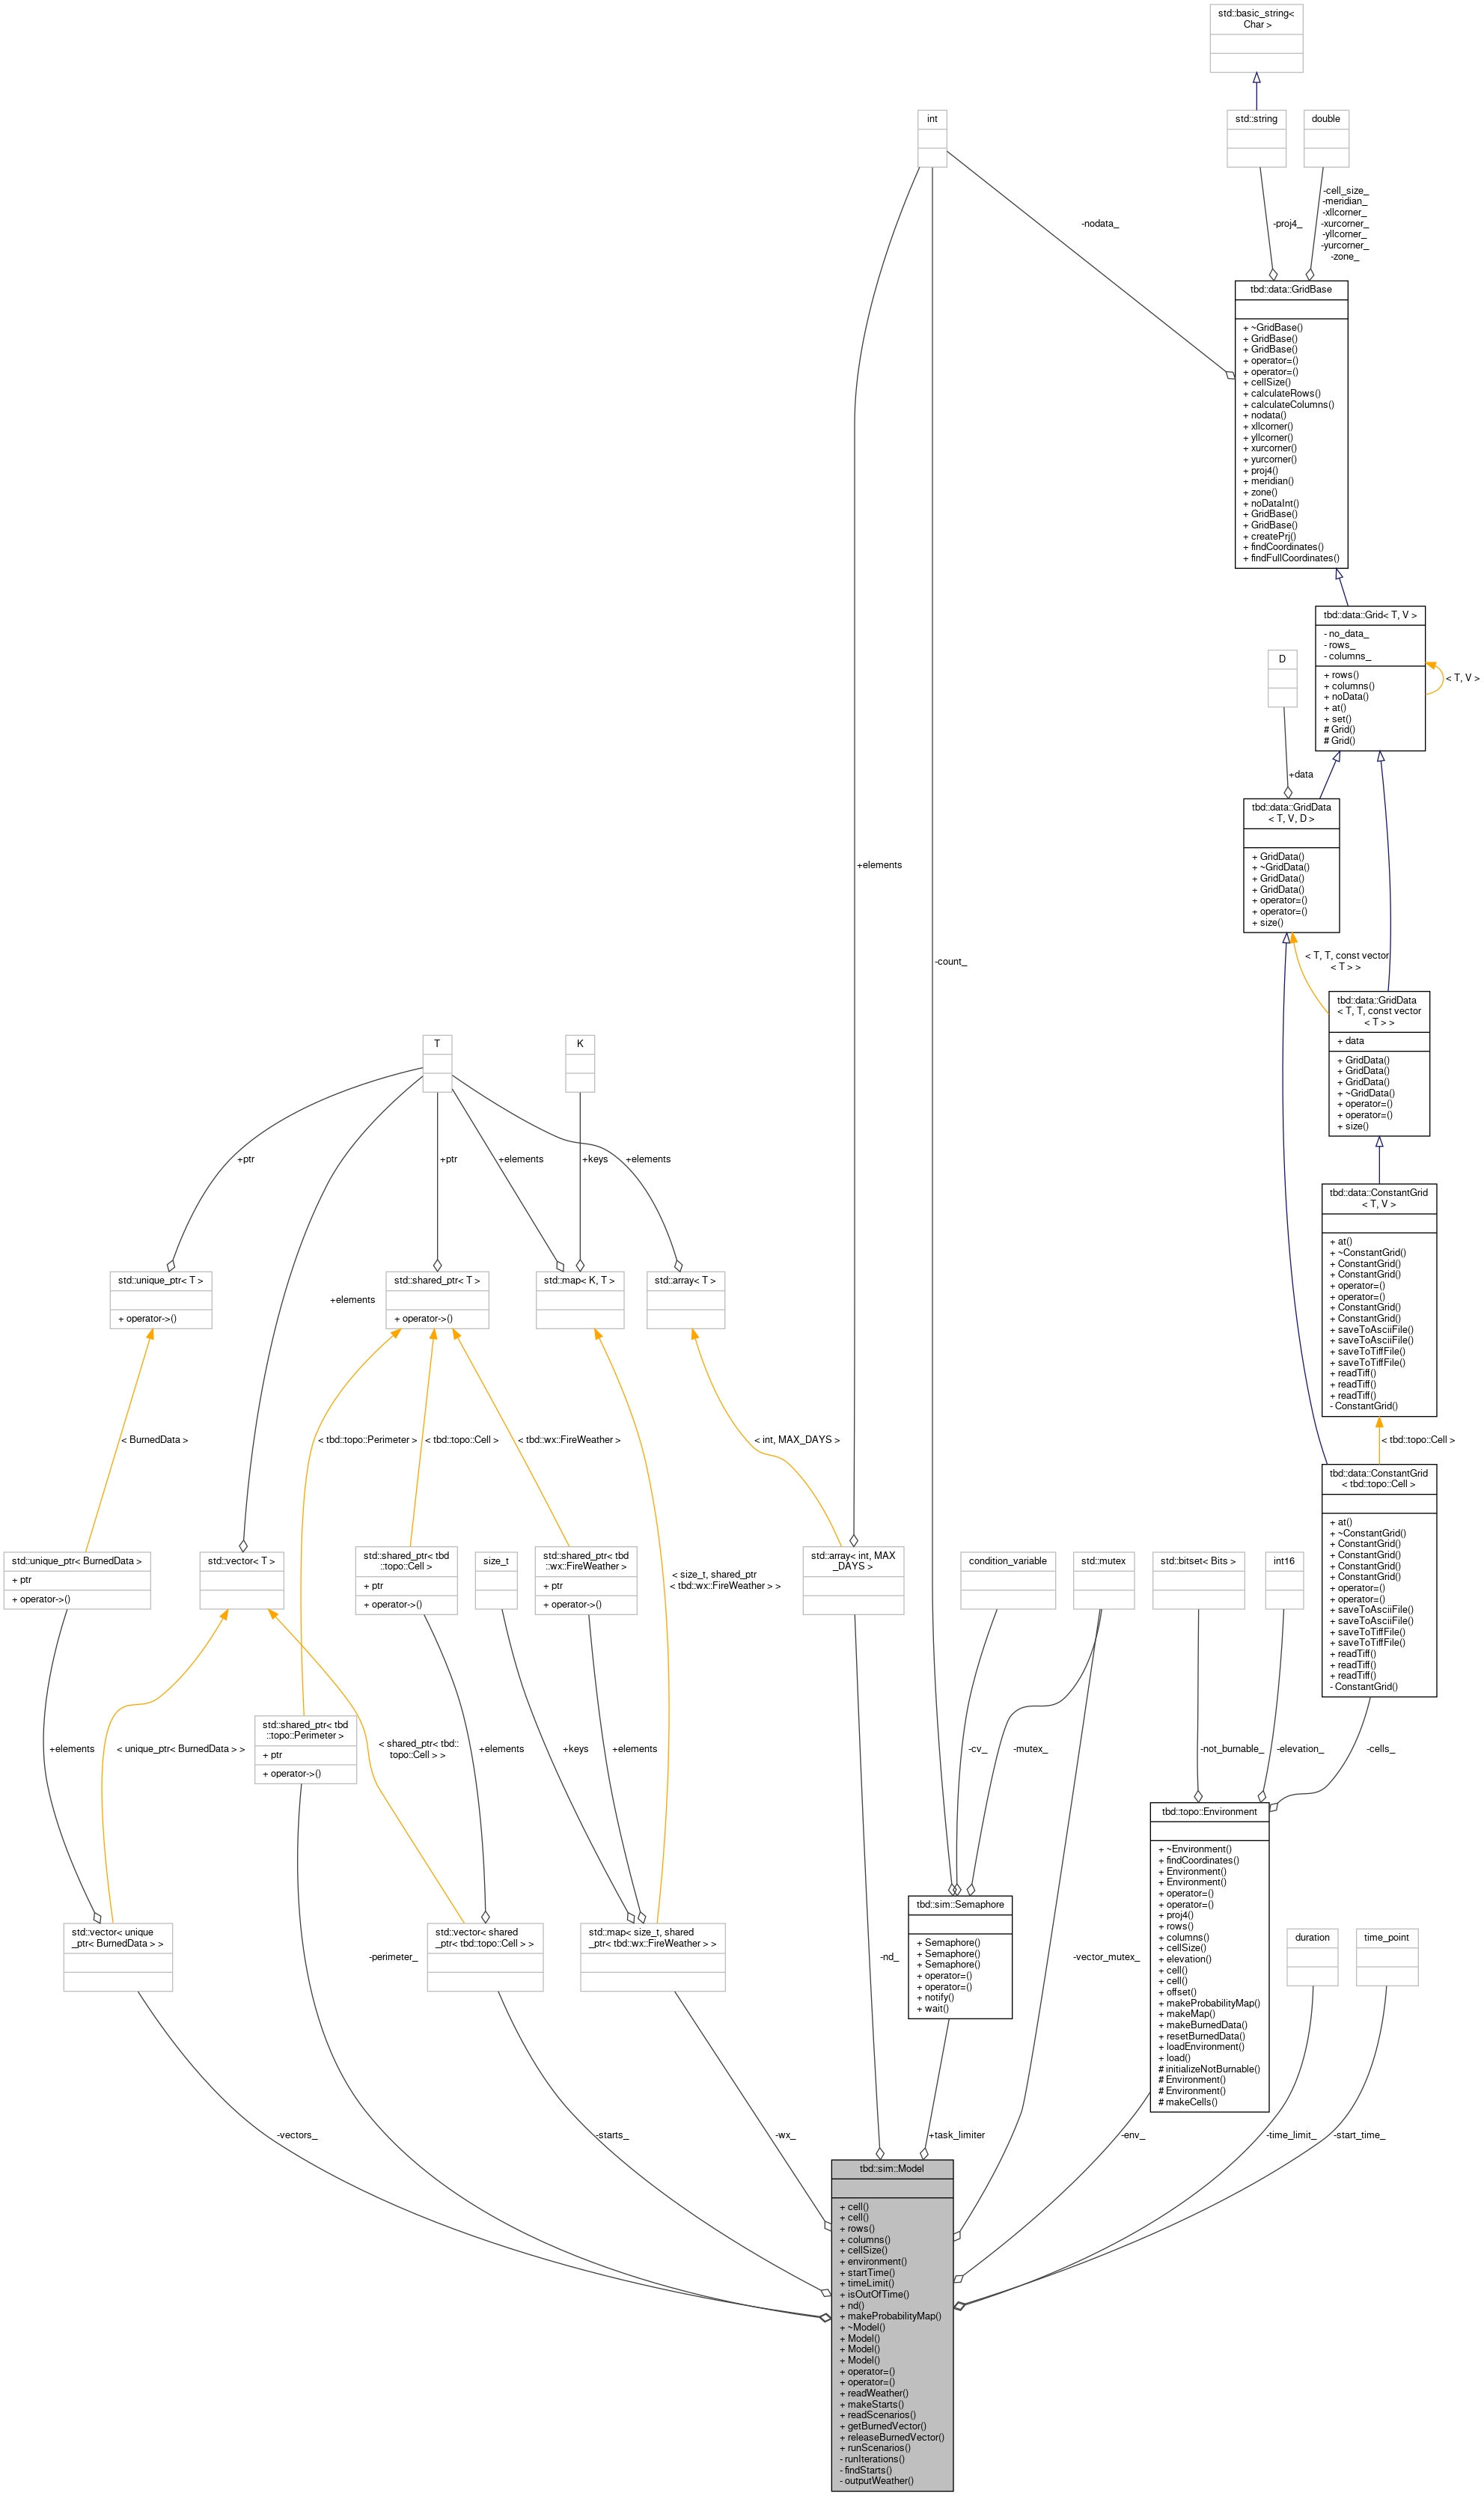 std::basic_string<
Char >
int
std::string
double
-nodata_
-proj4_
-cell_size_
-meridian_
-xllcorner_
-xurcorner_
-yllcorner_
-yurcorner_
-zone_
tbd::data::GridBase
+ ~GridBase()
+ GridBase()
+ GridBase()
+ operator=()
+ operator=()
+ cellSize()
+ calculateRows()
+ calculateColumns()
+ nodata()
+ xllcorner()
+ yllcorner()
+ xurcorner()
+ yurcorner()
+ proj4()
+ meridian()
+ zone()
+ noDataInt()
+ GridBase()
+ GridBase()
+ createPrj()
+ findCoordinates()
+ findFullCoordinates()
tbd::data::Grid< T, V >
- no_data_
- rows_
- columns_
+ rows()
+ columns()
+ noData()
+ at()
+ set()
# Grid()
# Grid()
< T, V >
D
+data
tbd::data::GridData
< T, V, D >
+ GridData()
+ ~GridData()
+ GridData()
+ GridData()
+ operator=()
+ operator=()
+ size()
+elements
-count_
< T, T, const vector
< T > >
tbd::data::GridData
< T, T, const vector
< T > >
+ data
+ GridData()
+ GridData()
+ GridData()
+ ~GridData()
+ operator=()
+ operator=()
+ size()
T
K
+ptr
+ptr
+elements
+keys
+elements
tbd::data::ConstantGrid
< T, V >
+ at()
+ ~ConstantGrid()
+ ConstantGrid()
+ ConstantGrid()
+ operator=()
+ operator=()
+ ConstantGrid()
+ ConstantGrid()
+ saveToAsciiFile()
+ saveToAsciiFile()
+ saveToTiffFile()
+ saveToTiffFile()
+ readTiff()
+ readTiff()
+ readTiff()
- ConstantGrid()
std::unique_ptr< T >
+ operator->()
+elements
std::shared_ptr< T >
+ operator->()
std::map< K, T >
std::array< T >
< BurnedData >
< tbd::topo::Perimeter >
< tbd::topo::Cell >
< tbd::wx::FireWeather >
< int, MAX_DAYS >
< tbd::topo::Cell >
tbd::data::ConstantGrid
< tbd::topo::Cell >
+ at()
+ ~ConstantGrid()
+ ConstantGrid()
+ ConstantGrid()
+ ConstantGrid()
+ ConstantGrid()
+ operator=()
+ operator=()
+ saveToAsciiFile()
+ saveToAsciiFile()
+ saveToTiffFile()
+ saveToTiffFile()
+ readTiff()
+ readTiff()
+ readTiff()
- ConstantGrid()
std::unique_ptr< BurnedData >
+ ptr
+ operator->()
std::vector< T >
std::shared_ptr< tbd
::topo::Cell >
+ ptr
+ operator->()
size_t
std::shared_ptr< tbd
::wx::FireWeather >
+ ptr
+ operator->()
< size_t, shared_ptr
< tbd::wx::FireWeather > >
std::array< int, MAX
_DAYS >
condition_variable
std::mutex
std::bitset< Bits >
int16
std::shared_ptr< tbd
::topo::Perimeter >
+ ptr
+ operator->()
+elements
< unique_ptr< BurnedData > >
< shared_ptr< tbd::
topo::Cell > >
+elements
+keys
+elements
-cv_
-mutex_
-not_burnable_
-elevation_
-cells_
tbd::topo::Environment
+ ~Environment()
+ findCoordinates()
+ Environment()
+ Environment()
+ operator=()
+ operator=()
+ proj4()
+ rows()
+ columns()
+ cellSize()
+ elevation()
+ cell()
+ cell()
+ offset()
+ makeProbabilityMap()
+ makeMap()
+ makeBurnedData()
+ resetBurnedData()
+ loadEnvironment()
+ load()
# initializeNotBurnable()
# Environment()
# Environment()
# makeCells()
tbd::sim::Semaphore
+ Semaphore()
+ Semaphore()
+ Semaphore()
+ operator=()
+ operator=()
+ notify()
+ wait()
std::vector< unique
_ptr< BurnedData > >
-perimeter_
std::vector< shared
_ptr< tbd::topo::Cell > >
std::map< size_t, shared
_ptr< tbd::wx::FireWeather > >
-nd_
-vector_mutex_
duration
time_point
-vectors_
-starts_
-wx_
+task_limiter
-env_
-time_limit_
-start_time_
tbd::sim::Model
+ cell()
+ cell()
+ rows()
+ columns()
+ cellSize()
+ environment()
+ startTime()
+ timeLimit()
+ isOutOfTime()
+ nd()
+ makeProbabilityMap()
+ ~Model()
+ Model()
+ Model()
+ Model()
+ operator=()
+ operator=()
+ readWeather()
+ makeStarts()
+ readScenarios()
+ getBurnedVector()
+ releaseBurnedVector()
+ runScenarios()
- runIterations()
- findStarts()
- outputWeather()